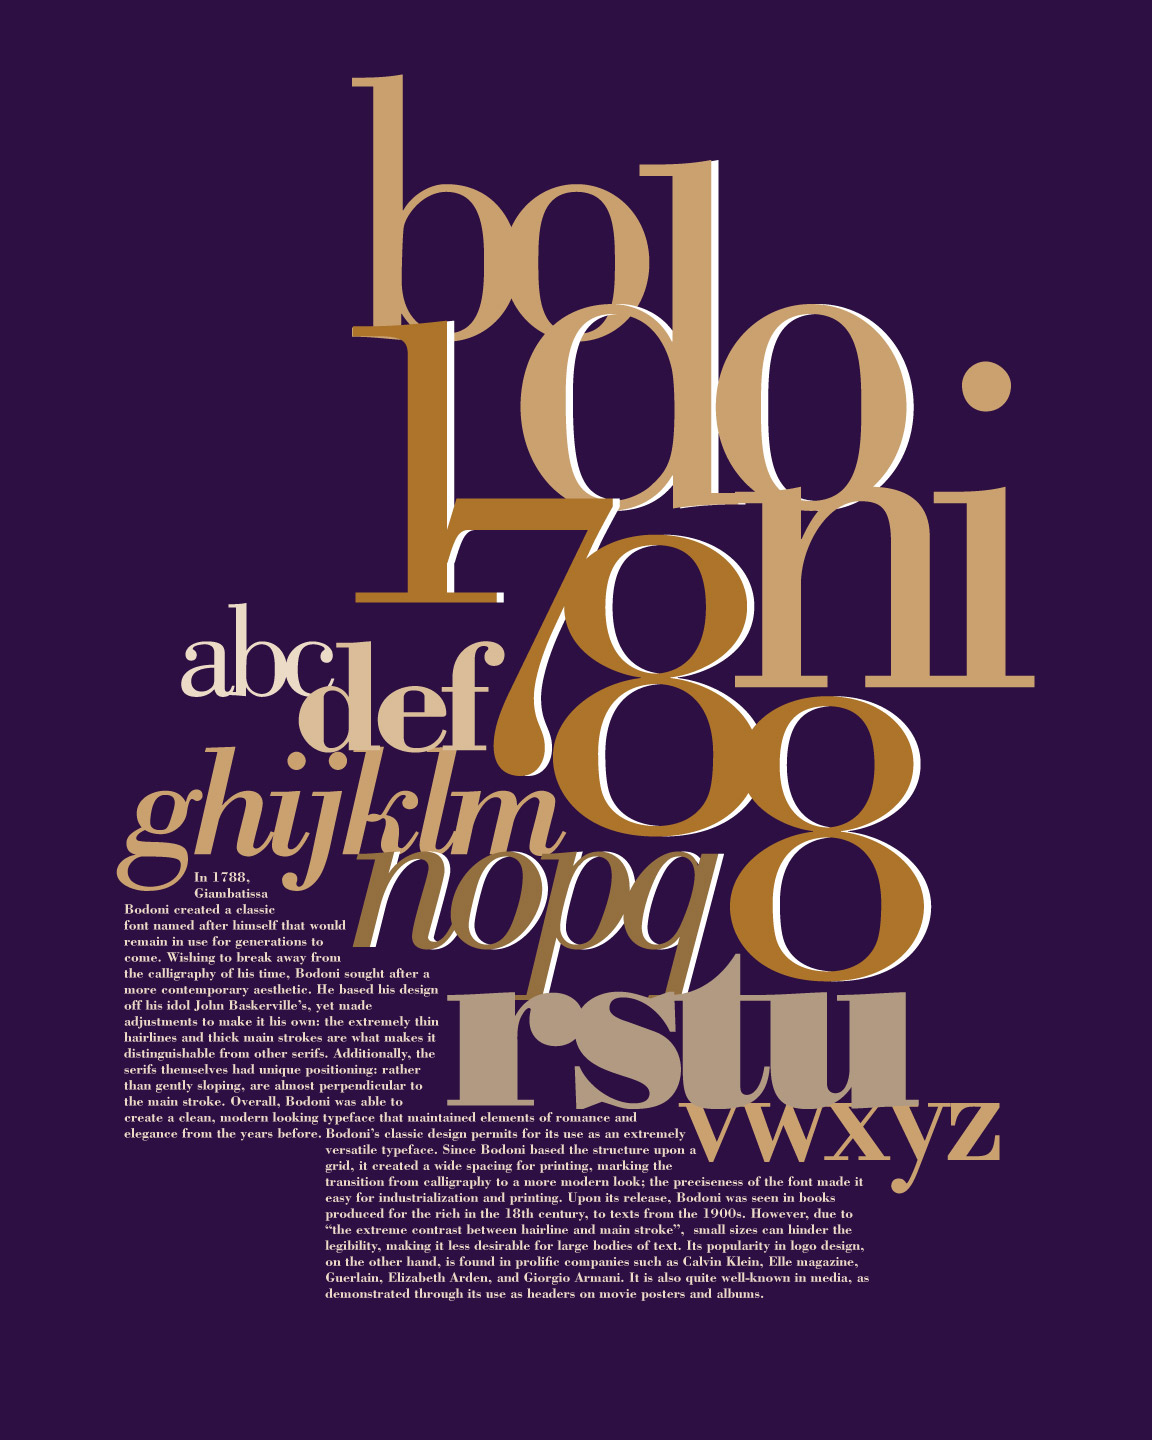 bo
do
ni
1788
abc
def
ghijklm
nopq
rstu
vwxyz
In 1788,
Giambatissa
Bodoni created a classic
font named after himself that would
remain in use for generations to
come. Wishing to break away from
the calligraphy of his time, Bodoni sought after a
more contemporary aesthetic. He based his design
off his idol John Baskerville’s, yet made
adjustments to make it his own: the extremely thin
hairlines and thick main strokes are what makes it
distinguishable from other serifs. Additionally, the
serifs themselves had unique positioning: rather
than gently sloping, are almost perpendicular to
the main stroke. Overall, Bodoni was able to
create a clean, modern looking typeface that maintained elements of romance and
elegance from the years before.
Bodoni’s classic design permits for its use as an extremely
versatile typeface. Since Bodoni based the structure upon a
grid, it created a wide spacing for printing, marking the
transition from calligraphy to a more modern look; the preciseness of the font made it
easy for industrialization and printing. Upon its release, Bodoni was seen in books
produced for the rich in the 18th century, to texts from the 1900s. However, due to
“the extreme contrast between hairline and main stroke”, small sizes can hinder the
legibility, making it less desirable for large bodies of text. Its popularity in logo design,
on the other hand, is found in prolific companies such as Calvin Klein, Elle magazine,
Guerlain, Elizabeth Arden, and Giorgio Armani. It is also quite well-known in media, as
demonstrated through its use as headers on movie posters and albums.